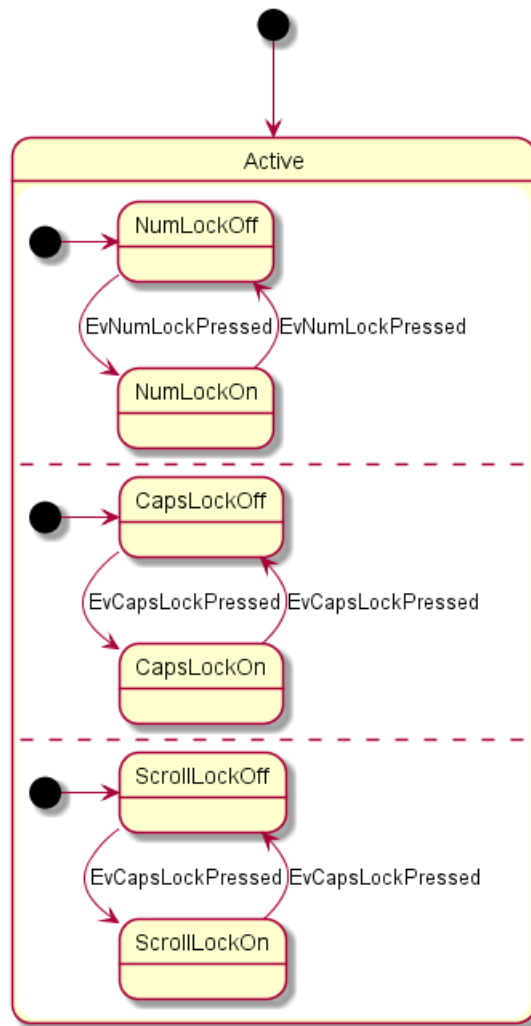 Active
NumLockOff
EvNumLockPressed EvNumLockPressed
NumLockOn
CapsLockOff
EvCapsLockPressed EvCapsLockPressed
CapsLockOn
ScrollLockOff
EvCapsLockPressed EvCapsLockPressed
ScrollLockOn